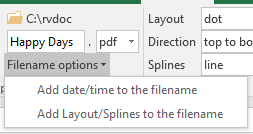 C:\rvdoc Layout dot
Happy Days . pdf Direction top to bo
Filename options Splines line
Add date/time to the filename
Add Layout/Splines to the filename